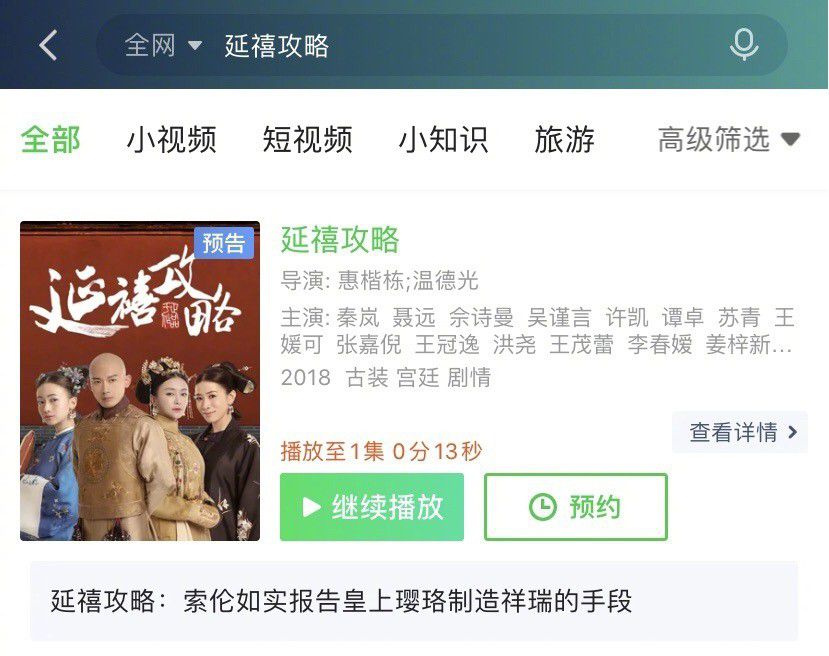 全网 延禧攻略
全部 小视频 短视频 小知识 旅游 高级筛选
预告
延禧攻略
延禧攻略
导演: 惠楷栋;温德光
主演: 秦岚 聂远 佘诗曼 吴谨言 许凯 谭卓 苏青 王
媛可 张嘉倪 王冠逸 洪尧 王茂蕾 李春嫒 姜梓新...
2018 古装 宫廷 剧情
查看详情
播放至1集 0分13秒
继续播放 预约
延禧攻略：索伦如实报告皇上璎珞制造祥瑞的手段